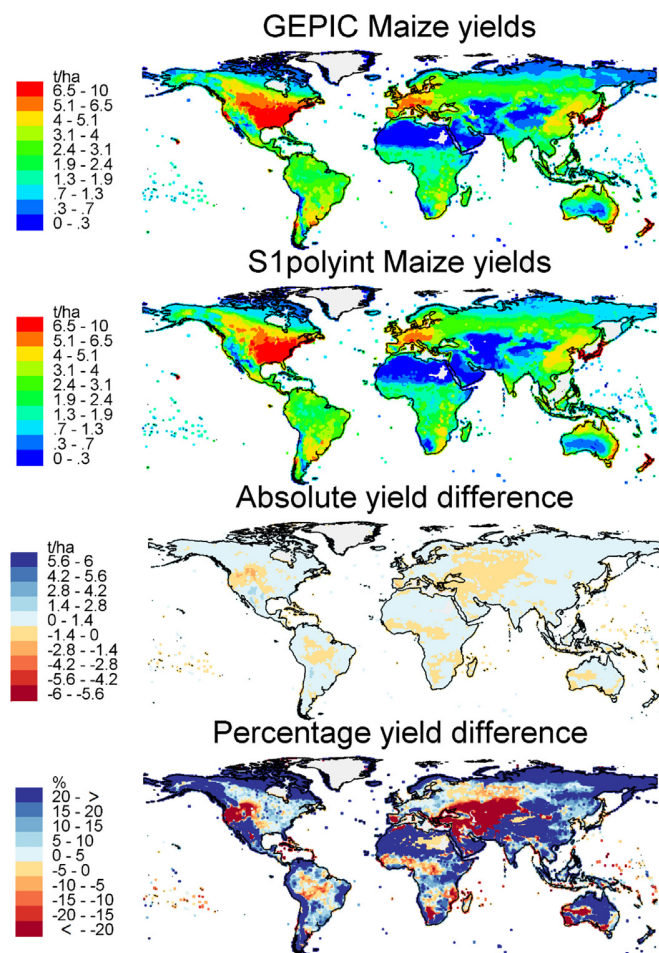 GEPIC Maize yields
t/ha
6.5 - 10
5.1 - 6.5
4 - 5.1
3.1 - 4
2.4 - 3.1
1.9 - 2.4
1.3 - 1.9
.7 - 1.3
.3 - .7
0 - .3
S1polyint Maize yields
t/ha
6.5 - 10
5.1 - 6.5
4 - 5.1
3.1 - 4
2.4 - 3.1
1.9 - 2.4
1.3 - 1.9
.7 - 1.3
.3 - .7
0 - .3
Absolute yield difference
t/ha
5.6 - 6
4.2 - 5.6
2.8 - 4.2
1.4 - 2.8
0 - 1.4
-1.4 - 0
-2.8 - -1.4
-4.2 - -2.8
-5.6 - -4.2
-6 - -5.6
Percentage yield difference
%
20 - >
15 - 20
10 - 15
5 - 10
0 - 5
-5 - 0
-10 - -5
-15 - -10
-20 - -15
< - -20